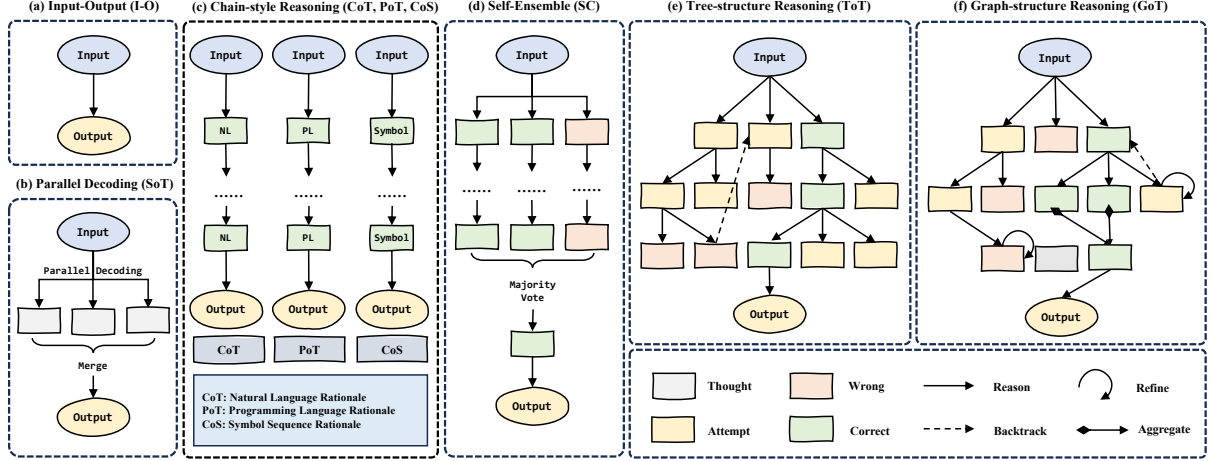 (a) Input-Output (I-O)
Input
Output
(b) Parallel Decoding (SoT)
Input
Parallel Decoding
Merge
Output
(c) Chain-style Reasoning (CoT, PoT, CoS)
Input
Input
Input
NL
PL
Symbol
......
......
......
NL
PL
Symbol
Output
Output
Output
CoT
PoT
CoS
CoT: Natural Language Rationale
PoT: Programming Language Rationale
CoS: Symbol Sequence Rationale
(d) Self-Ensemble (SC)
Input
......
......
......
Majority
Vote
Output
(e) Tree-structure Reasoning (ToT)
Input
Output
(f) Graph-structure Reasoning (GoT)
Input
Output
Thought
Wrong
Reason
Refine
Attempt
Correct
Backtrack
Aggregate